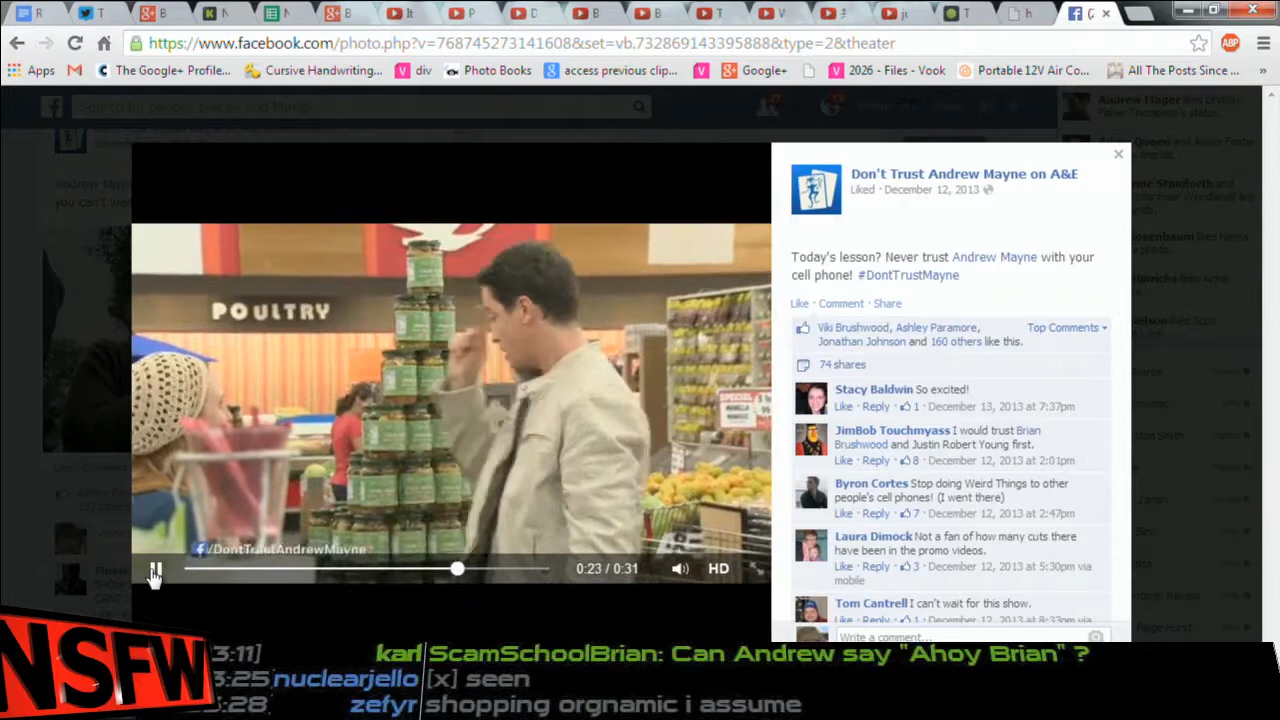 https://www.facebook.com/photo.php?v=768745273141608&set=vb.732869143395888&type=2&theater
Apps
The Google+ Profile...
Cursive Handwriting...
div
Photo Books
access previous clip...
Google+
2026 - Files - Vook
Portable 12V Air Co...
All The Posts Since ...
Search for people, places and things
Don't Trust Andrew Mayne on A&E
Liked · December 12, 2013
Today's lesson? Never trust Andrew Mayne with your
cell phone! #DontTrustMayne
Like · Comment · Share
Viki Brushwood, Ashley Paramore,
Jonathan Johnson and 160 others like this.
Top Comments
74 shares
Stacy Baldwin So excited!
Like · Reply · 1 · December 13, 2013 at 7:37pm
JimBob Touchmyass I would trust Brian
Brushwood and Justin Robert Young first.
Like · Reply · 8 · December 12, 2013 at 2:01pm
Byron Cortes Stop doing Weird Things to other
people's cell phones! (I went there)
Like · Reply · 7 · December 12, 2013 at 2:47pm
Laura Dimock Not a fan of how many cuts there
have been in the promo videos.
Like · Reply · 3 · December 12, 2013 at 5:30pm via
mobile
Tom Cantrell I can't wait for this show.
Like · Reply · 1 · December 12, 2013 at 8:33pm via
Write a comment...
POULTRY
SPECIAL
f/DontTrustAndrewMayne
0:23 / 0:31
HD
NSFW
3:11] karl ScamSchoolBrian: Can Andrew say "Ahoy Brian" ?
3:25 nuclearjello [x] seen
3:28 zefyr shopping orgnamic i assume